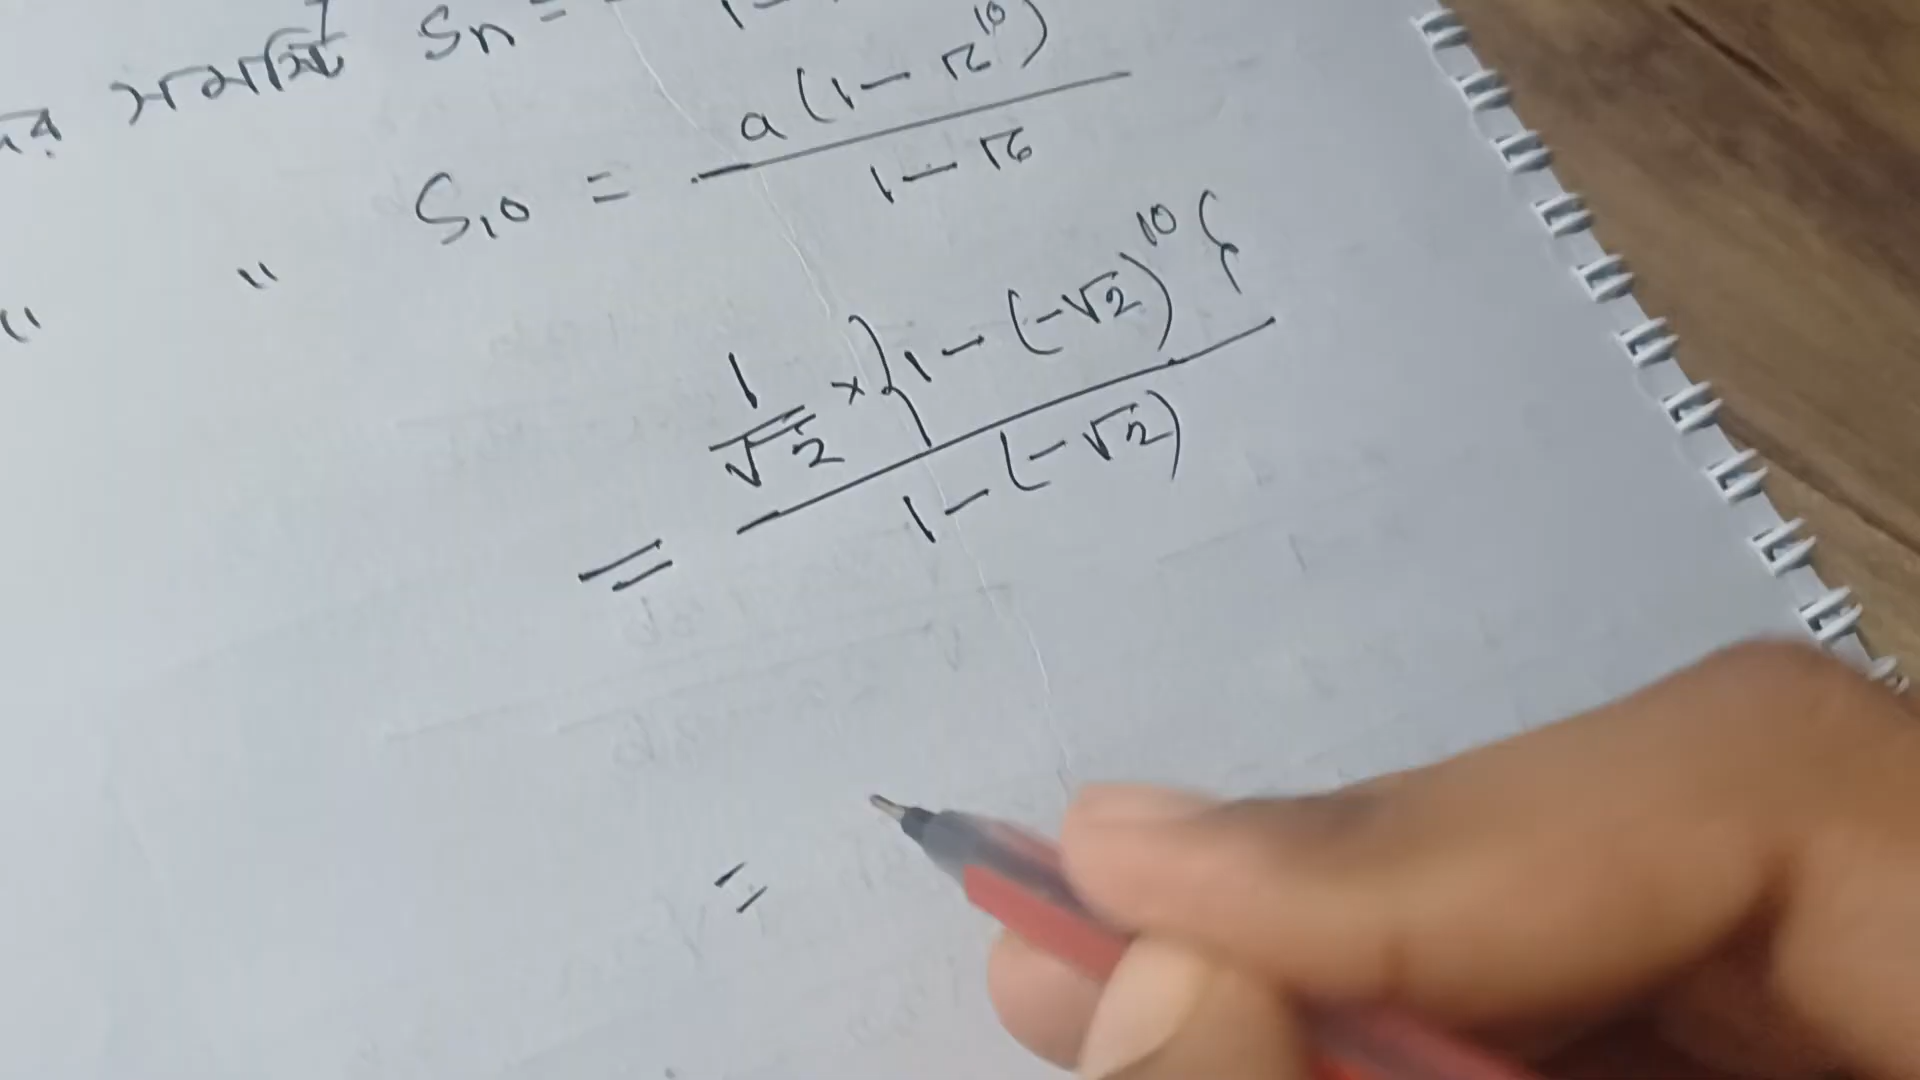 সমষ্টি Sn =
S10 = a(1-r^10) / 1-r
" "
= 1/√2 × {1-(-√2)^10} / 1-(-√2)
=